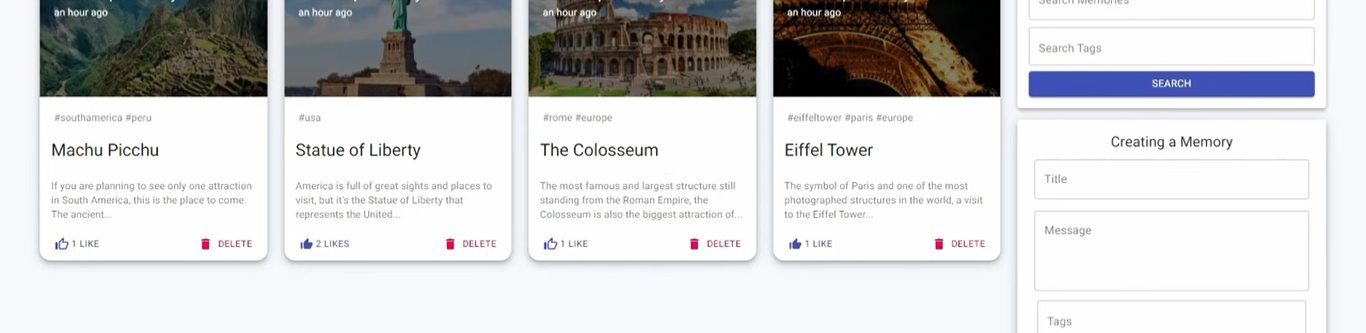 an hour ago
an hour ago
an hour ago
an hour ago
#southamerica #peru
#usa
#rome #europe
#eiffeltower #paris #europe
Machu Picchu
Statue of Liberty
The Colosseum
Eiffel Tower
If you are planning to see only one attraction
in South America, this is the place to come.
The ancient...
America is full of great sights and places to
visit, but it's the Statue of Liberty that
represents the United...
The most famous and largest structure still
standing from the Roman Empire, the
Colosseum is also the biggest attraction of...
The symbol of Paris and one of the most
photographed structures in the world, a visit
to the Eiffel Tower...
1 LIKE
DELETE
2 LIKES
DELETE
1 LIKE
DELETE
1 LIKE
DELETE
Search Memories
Search Tags
SEARCH
Creating a Memory
Title
Message
Tags